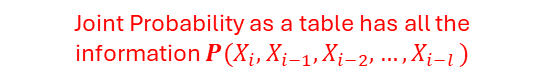 Joint Probability as a table has all the
information P(Xᵢ, Xᵢ₋₁, Xᵢ₋₂, … , Xᵢ₋ₗ )